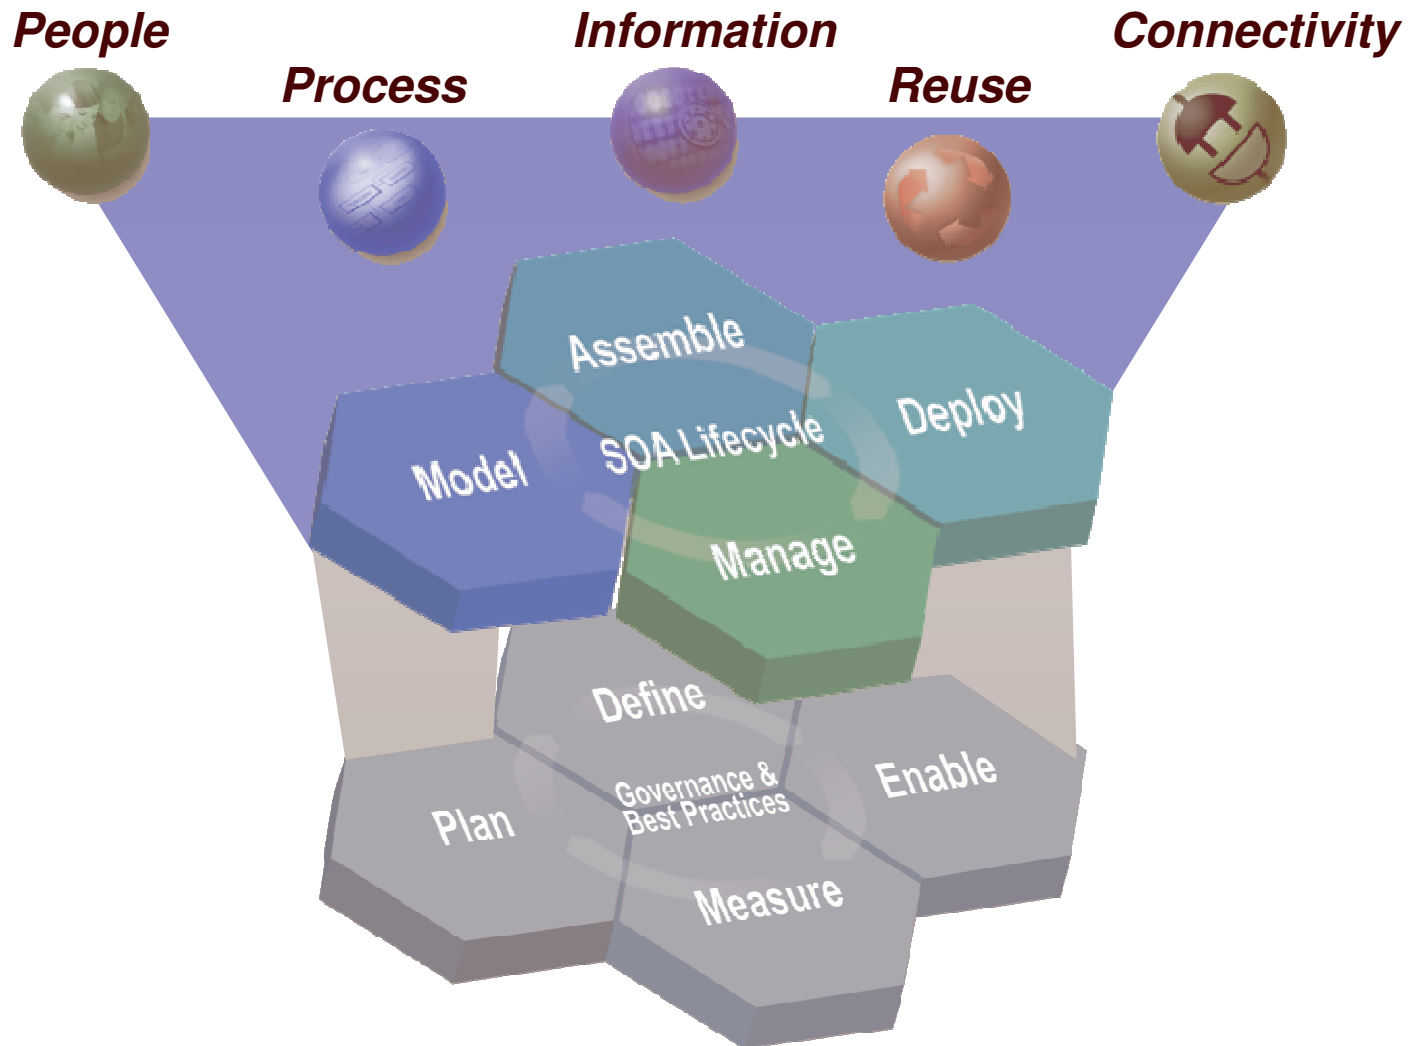 People
Information
Connectivity
Process
Reuse
Assemble
Deploy
SOA Lifecycle
Model
Manage
Define
Enable
Governance &
Best Practices
Plan
Measure